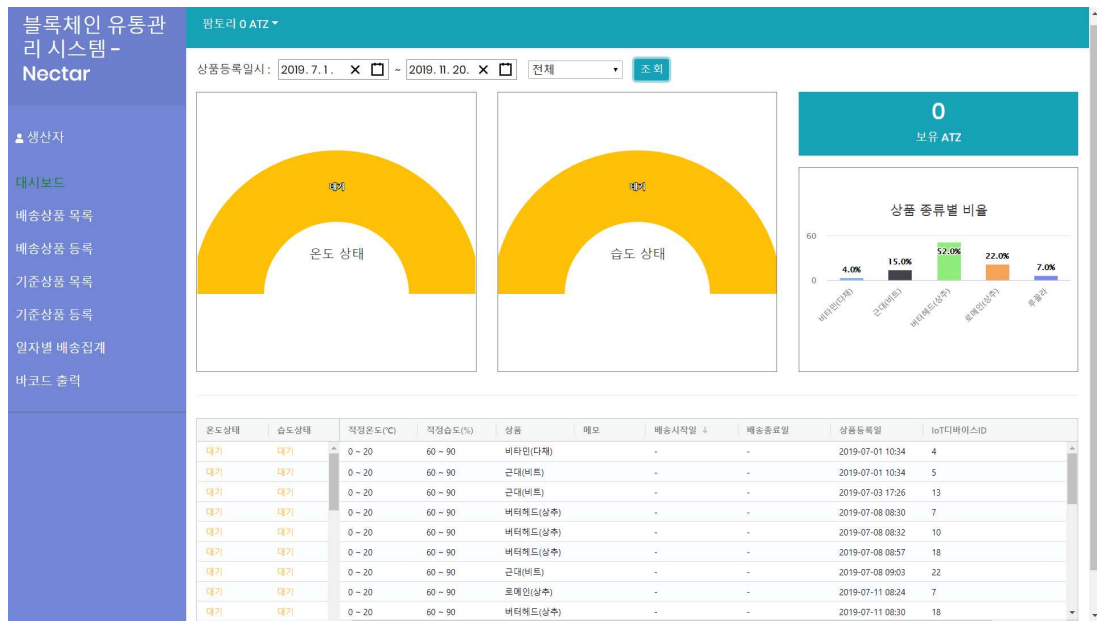 블록체인 유통관
리 시스템 -
Nectar
생산자
대시보드
배송상품 목록
배송상품 등록
기준상품 목록
기준상품 등록
일자별 배송집계
바코드 출력
팜토리 0 ATZ
상품등록일시 : 2019. 7. 1. ~ 2019. 11. 20. 전체 조회
대기
온도 상태
대기
습도 상태
0
보유 ATZ
상품 종류별 비율
60
0
4.0% 15.0% 52.0% 22.0% 7.0%
비타민(다채) 근대(비트) 버터헤드(상추) 로메인(상추) 루꼴라
온도상태 습도상태 적정온도(℃) 적정습도(%) 상품 메모 배송시작일 ↓ 배송종료일 상품등록일 IoT디바이스ID
대기 대기 0 ~ 20 60 ~ 90 비타민(다채) - - 2019-07-01 10:34 4
대기 대기 0 ~ 20 60 ~ 90 근대(비트) - - 2019-07-01 10:34 5
대기 대기 0 ~ 20 60 ~ 90 근대(비트) - - 2019-07-03 17:26 13
대기 대기 0 ~ 20 60 ~ 90 버터헤드(상추) - - 2019-07-08 08:30 7
대기 대기 0 ~ 20 60 ~ 90 버터헤드(상추) - - 2019-07-08 08:32 10
대기 대기 0 ~ 20 60 ~ 90 버터헤드(상추) - - 2019-07-08 08:57 18
대기 대기 0 ~ 20 60 ~ 90 근대(비트) - - 2019-07-08 09:03 22
대기 대기 0 ~ 20 60 ~ 90 로메인(상추) - - 2019-07-11 08:24 7
대기 대기 0 ~ 20 60 ~ 90 버터헤드(상추) - - 2019-07-11 08:30 18